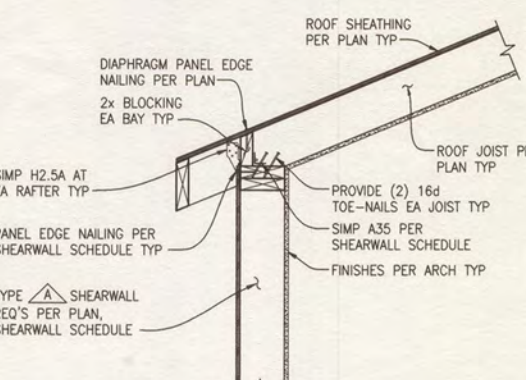 ROOF SHEATHING
PER PLAN TYP
DIAPHRAGM PANEL EDGE
NAILING PER PLAN
2x BLOCKING
EA BAY TYP
ROOF JOIST
PLAN TYP
SIMP H2.5A AT
EA RAFTER TYP
PROVIDE (2) 16d
TOE-NAILS EA JOIST TYP
PANEL EDGE NAILING PER
SHEARWALL SCHEDULE TYP
SIMP A35 PER
SHEARWALL SCHEDULE
FINISHES PER ARCH TYP
TYPE A SHEARWALL
REQ'S PER PLAN,
SHEARWALL SCHEDULE